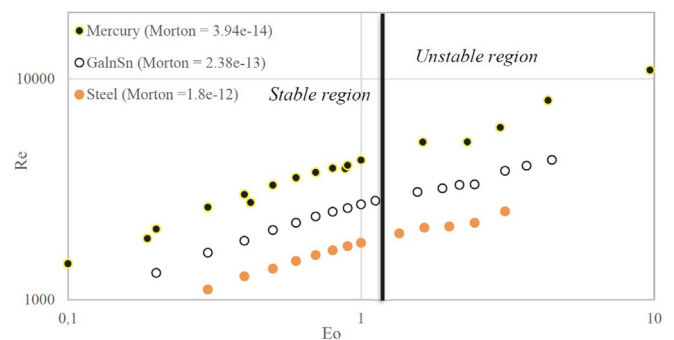 Mercury (Morton = 3.94e-14)
GaInSn (Morton = 2.38e-13)
Steel (Morton =1.8e-12)
Stable region
Unstable region
10000
1000
Re
0,1
1
10
Eo